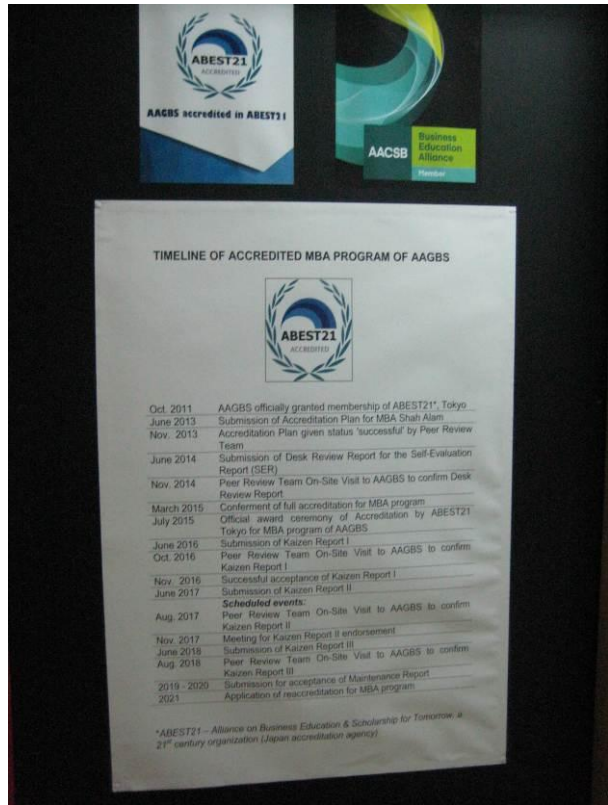 ABEST21
ACCREDITED
AAGBS accredited in ABEST21
AACSB
Business
Education
Alliance
Member
TIMELINE OF ACCREDITED MBA PROGRAM OF AAGBS
ABEST21
ACCREDITED
Oct. 2011 AAGBS officially granted membership of ABEST21*, Tokyo
June 2013 Submission of Accreditation Plan for MBA Shah Alam
Nov. 2013 Accreditation Plan given status 'successful' by Peer Review
Team
June 2014 Submission of Desk Review Report for the Self-Evaluation
Report (SER)
Nov. 2014 Peer Review Team On-Site Visit to AAGBS to confirm Desk
Review Report
March 2015 Conferment of full accreditation for MBA program
July 2015 Official award ceremony of Accreditation by ABEST21
Tokyo for MBA program of AAGBS
June 2016 Submission of Kaizen Report I
Oct. 2016 Peer Review Team On-Site Visit to AAGBS to confirm
Kaizen Report I
Nov. 2016 Successful acceptance of Kaizen Report I
June 2017 Submission of Kaizen Report II
Scheduled events:
Aug. 2017 Peer Review Team On-Site Visit to AAGBS to confirm
Kaizen Report II
Nov. 2017 Meeting for Kaizen Report II endorsement
June 2018 Submission of Kaizen Report III
Aug. 2018 Peer Review Team On-Site Visit to AAGBS to confirm
Kaizen Report III
2019 - 2020 Submission for acceptance of Maintenance Report
2021 Application of reaccreditation for MBA program
*ABEST21 – Alliance on Business Education & Scholarship for Tomorrow, a
21st century organization (Japan accreditation agency)